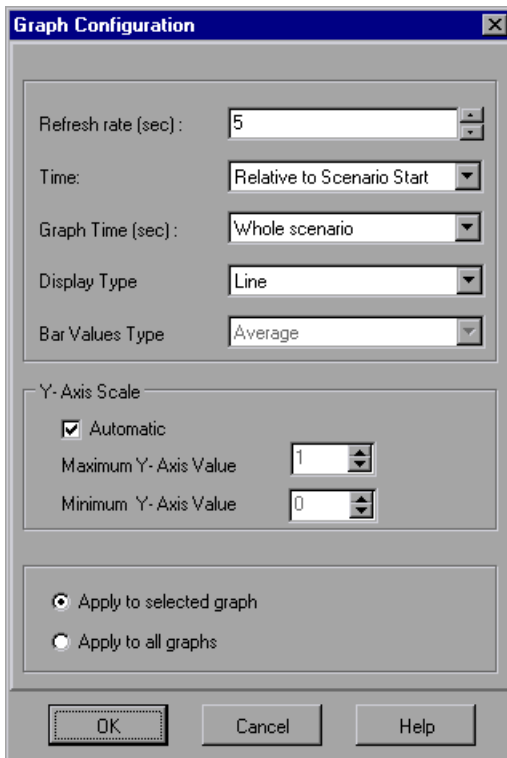 Graph Configuration
Refresh rate (sec) : 5
Time: Relative to Scenario Start
Graph Time (sec) : Whole scenario
Display Type Line
Bar Values Type Average
Y- Axis Scale
Automatic
Maximum Y- Axis Value 1
Minimum Y- Axis Value 0
Apply to selected graph
Apply to all graphs
OK Cancel Help